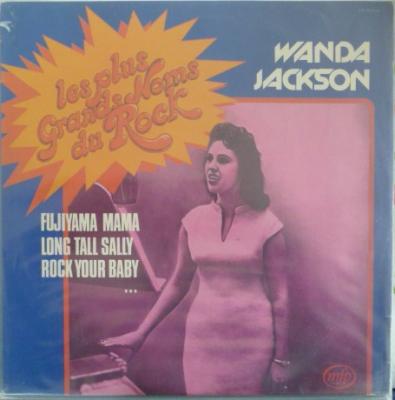 les plus
Grands Noms
du Rock
WANDA
JACKSON
FUJIYAMA MAMA
LONG TALL SALLY
ROCK YOUR BABY
...
mfp